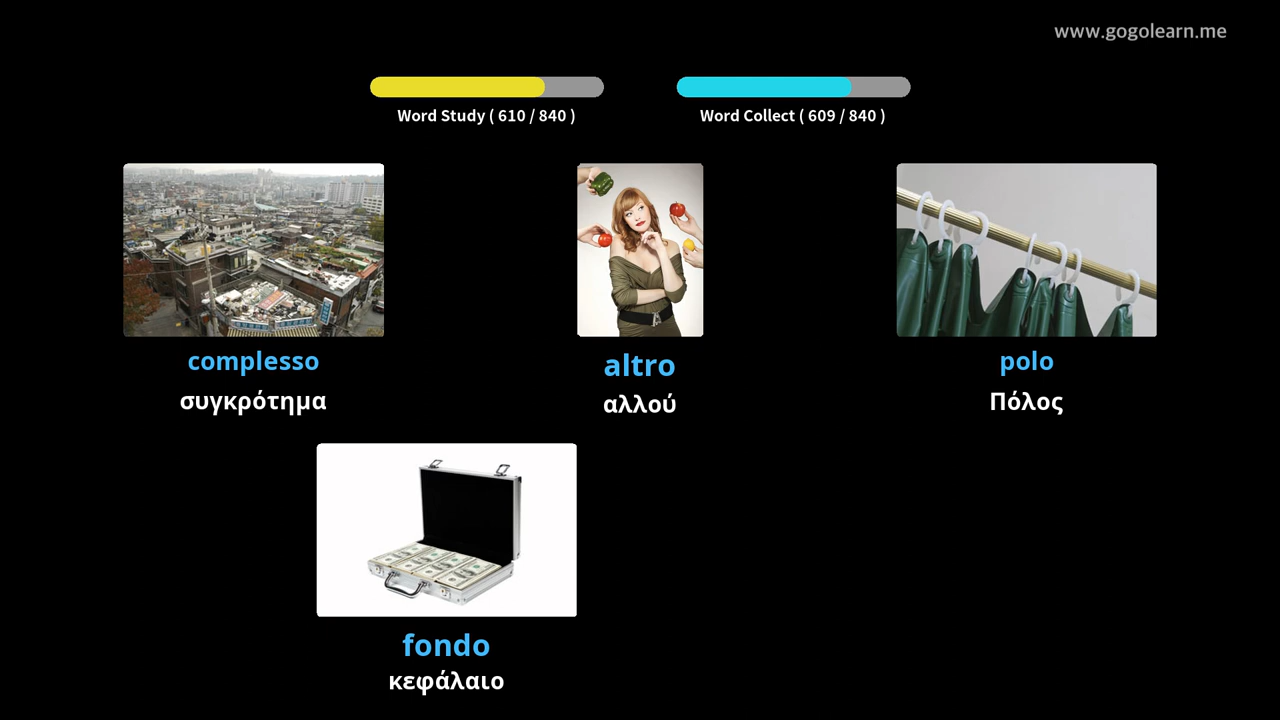 www.gogolearn.me
Word Study ( 610 / 840 )
Word Collect ( 609 / 840 )
complesso
συγκρότημα
altro
αλλού
polo
Πόλος
fondo
κεφάλαιο